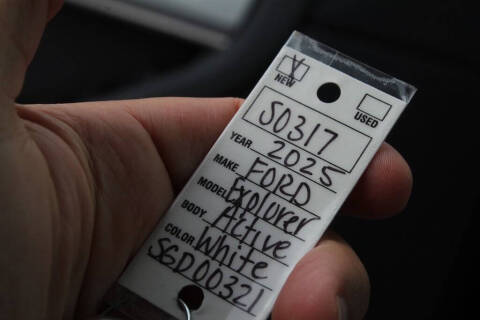 NEW USED
S0317
YEAR 2025
MAKE FORD
MODEL Explorer
BODY Active
COLOR White
SGD00321